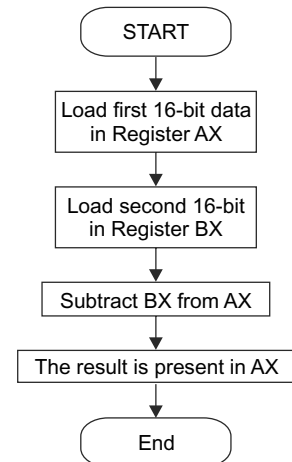 START
Load first 16-bit data
in Register AX
Load second 16-bit
in Register BX
Subtract BX from AX
The result is present in AX
End